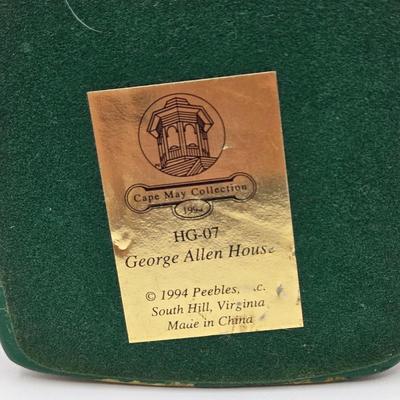 Cape May Collection
1994
HG-07
George Allen House
© 1994 Peebles,
South Hill, Virginia
Made in China